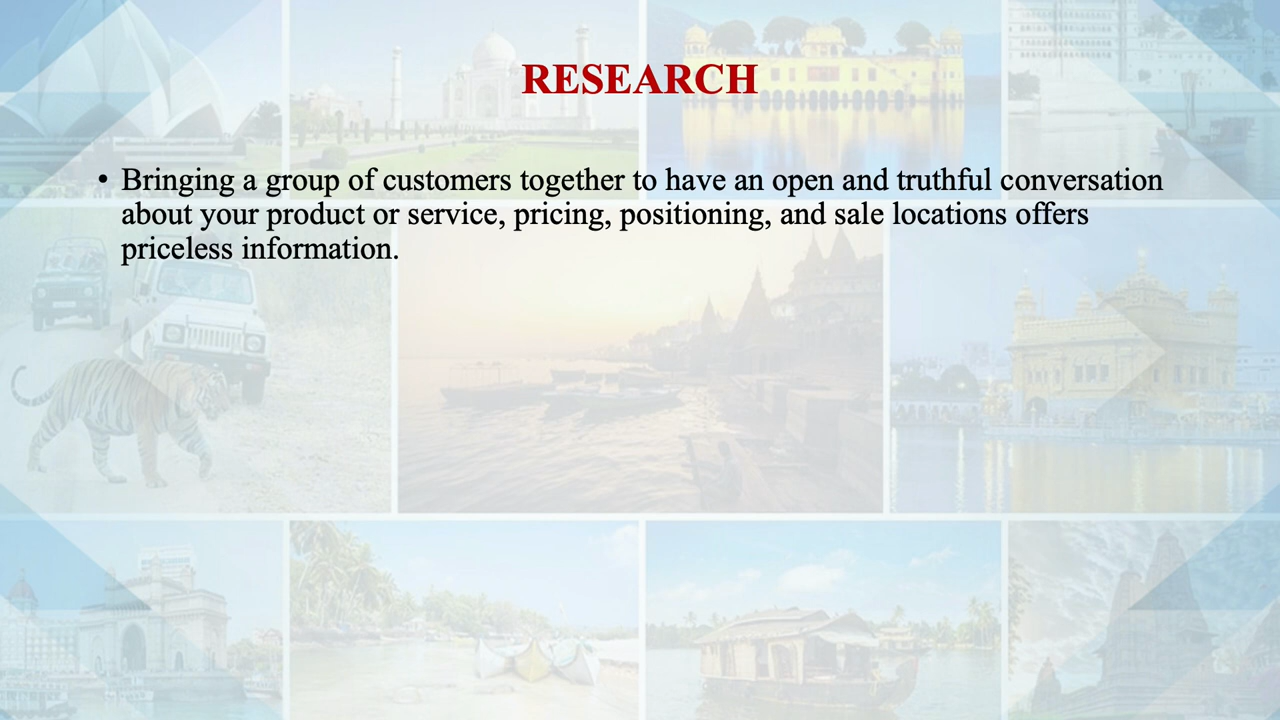 RESEARCH
• Bringing a group of customers together to have an open and truthful conversation
about your product or service, pricing, positioning, and sale locations offers
priceless information.